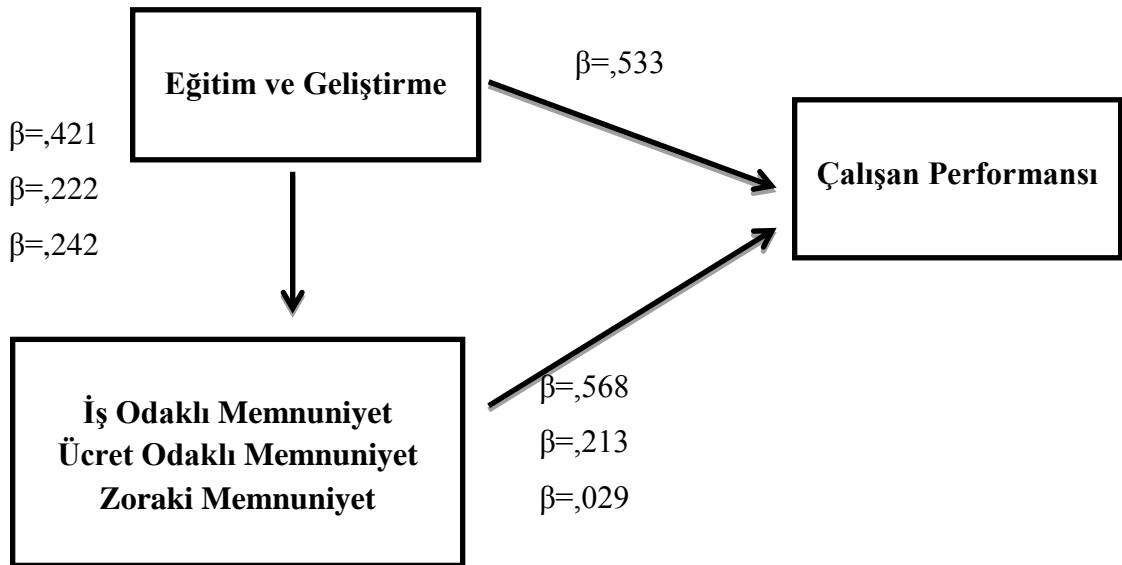 Eğitim ve Geliştirme
β=,533
β=,421
β=,222
β=,242
Çalışan Performansı
İş Odaklı Memnuniyet
Ücret Odaklı Memnuniyet
Zoraki Memnuniyet
β=,568
β=,213
β=,029